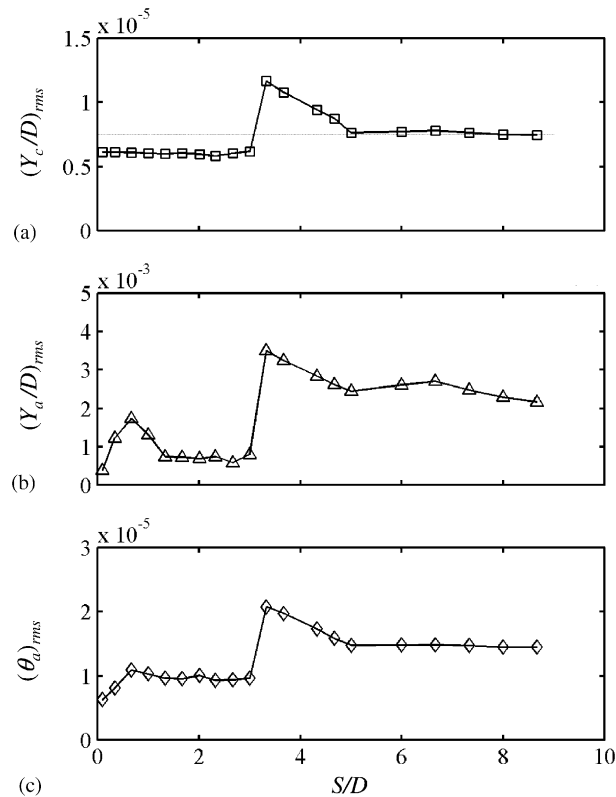 x 10⁻⁵
1.5
1
0.5
0
(Y_c/D)_rms
(a)
x 10⁻³
5
4
3
2
1
0
(Y_a/D)_rms
(b)
x 10⁻⁵
3
2
1
0
(θ_a)_rms
0 2 4 6 8 10
(c) S/D